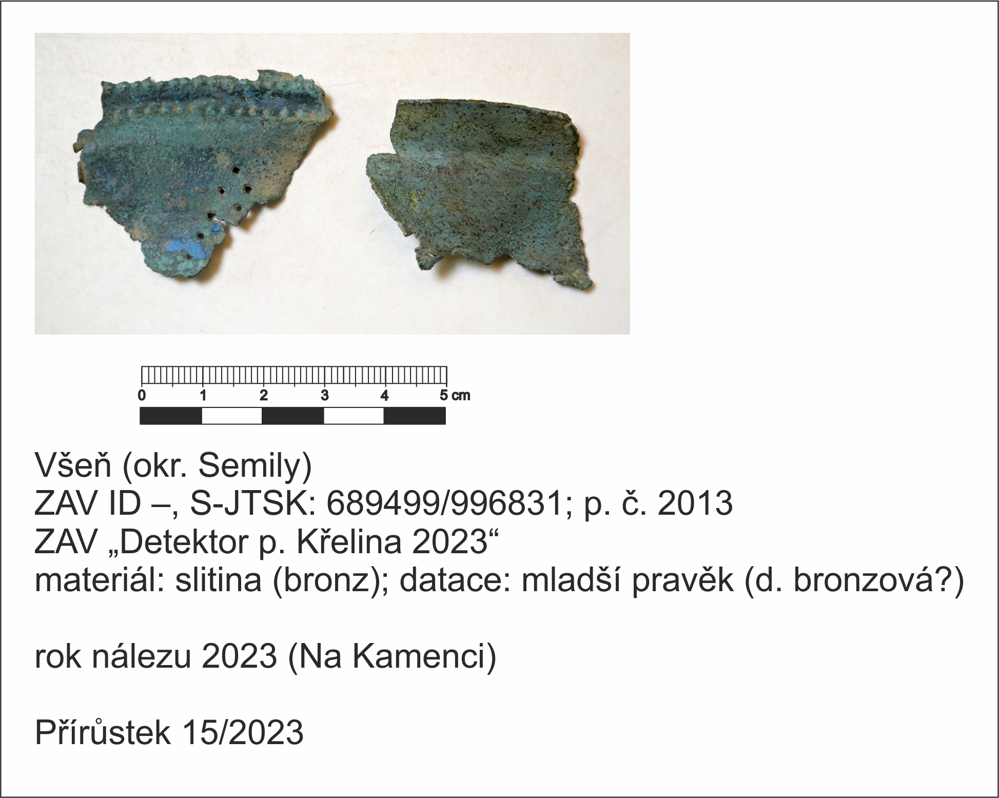 0 1 2 3 4 5 cm
Všeň (okr. Semily)
ZAV ID –, S-JTSK: 689499/996831; p. č. 2013
ZAV „Detektor p. Křelina 2023“
materiál: slitina (bronz); datace: mladší pravěk (d. bronzová?)
rok nálezu 2023 (Na Kamenci)
Přírůstek 15/2023